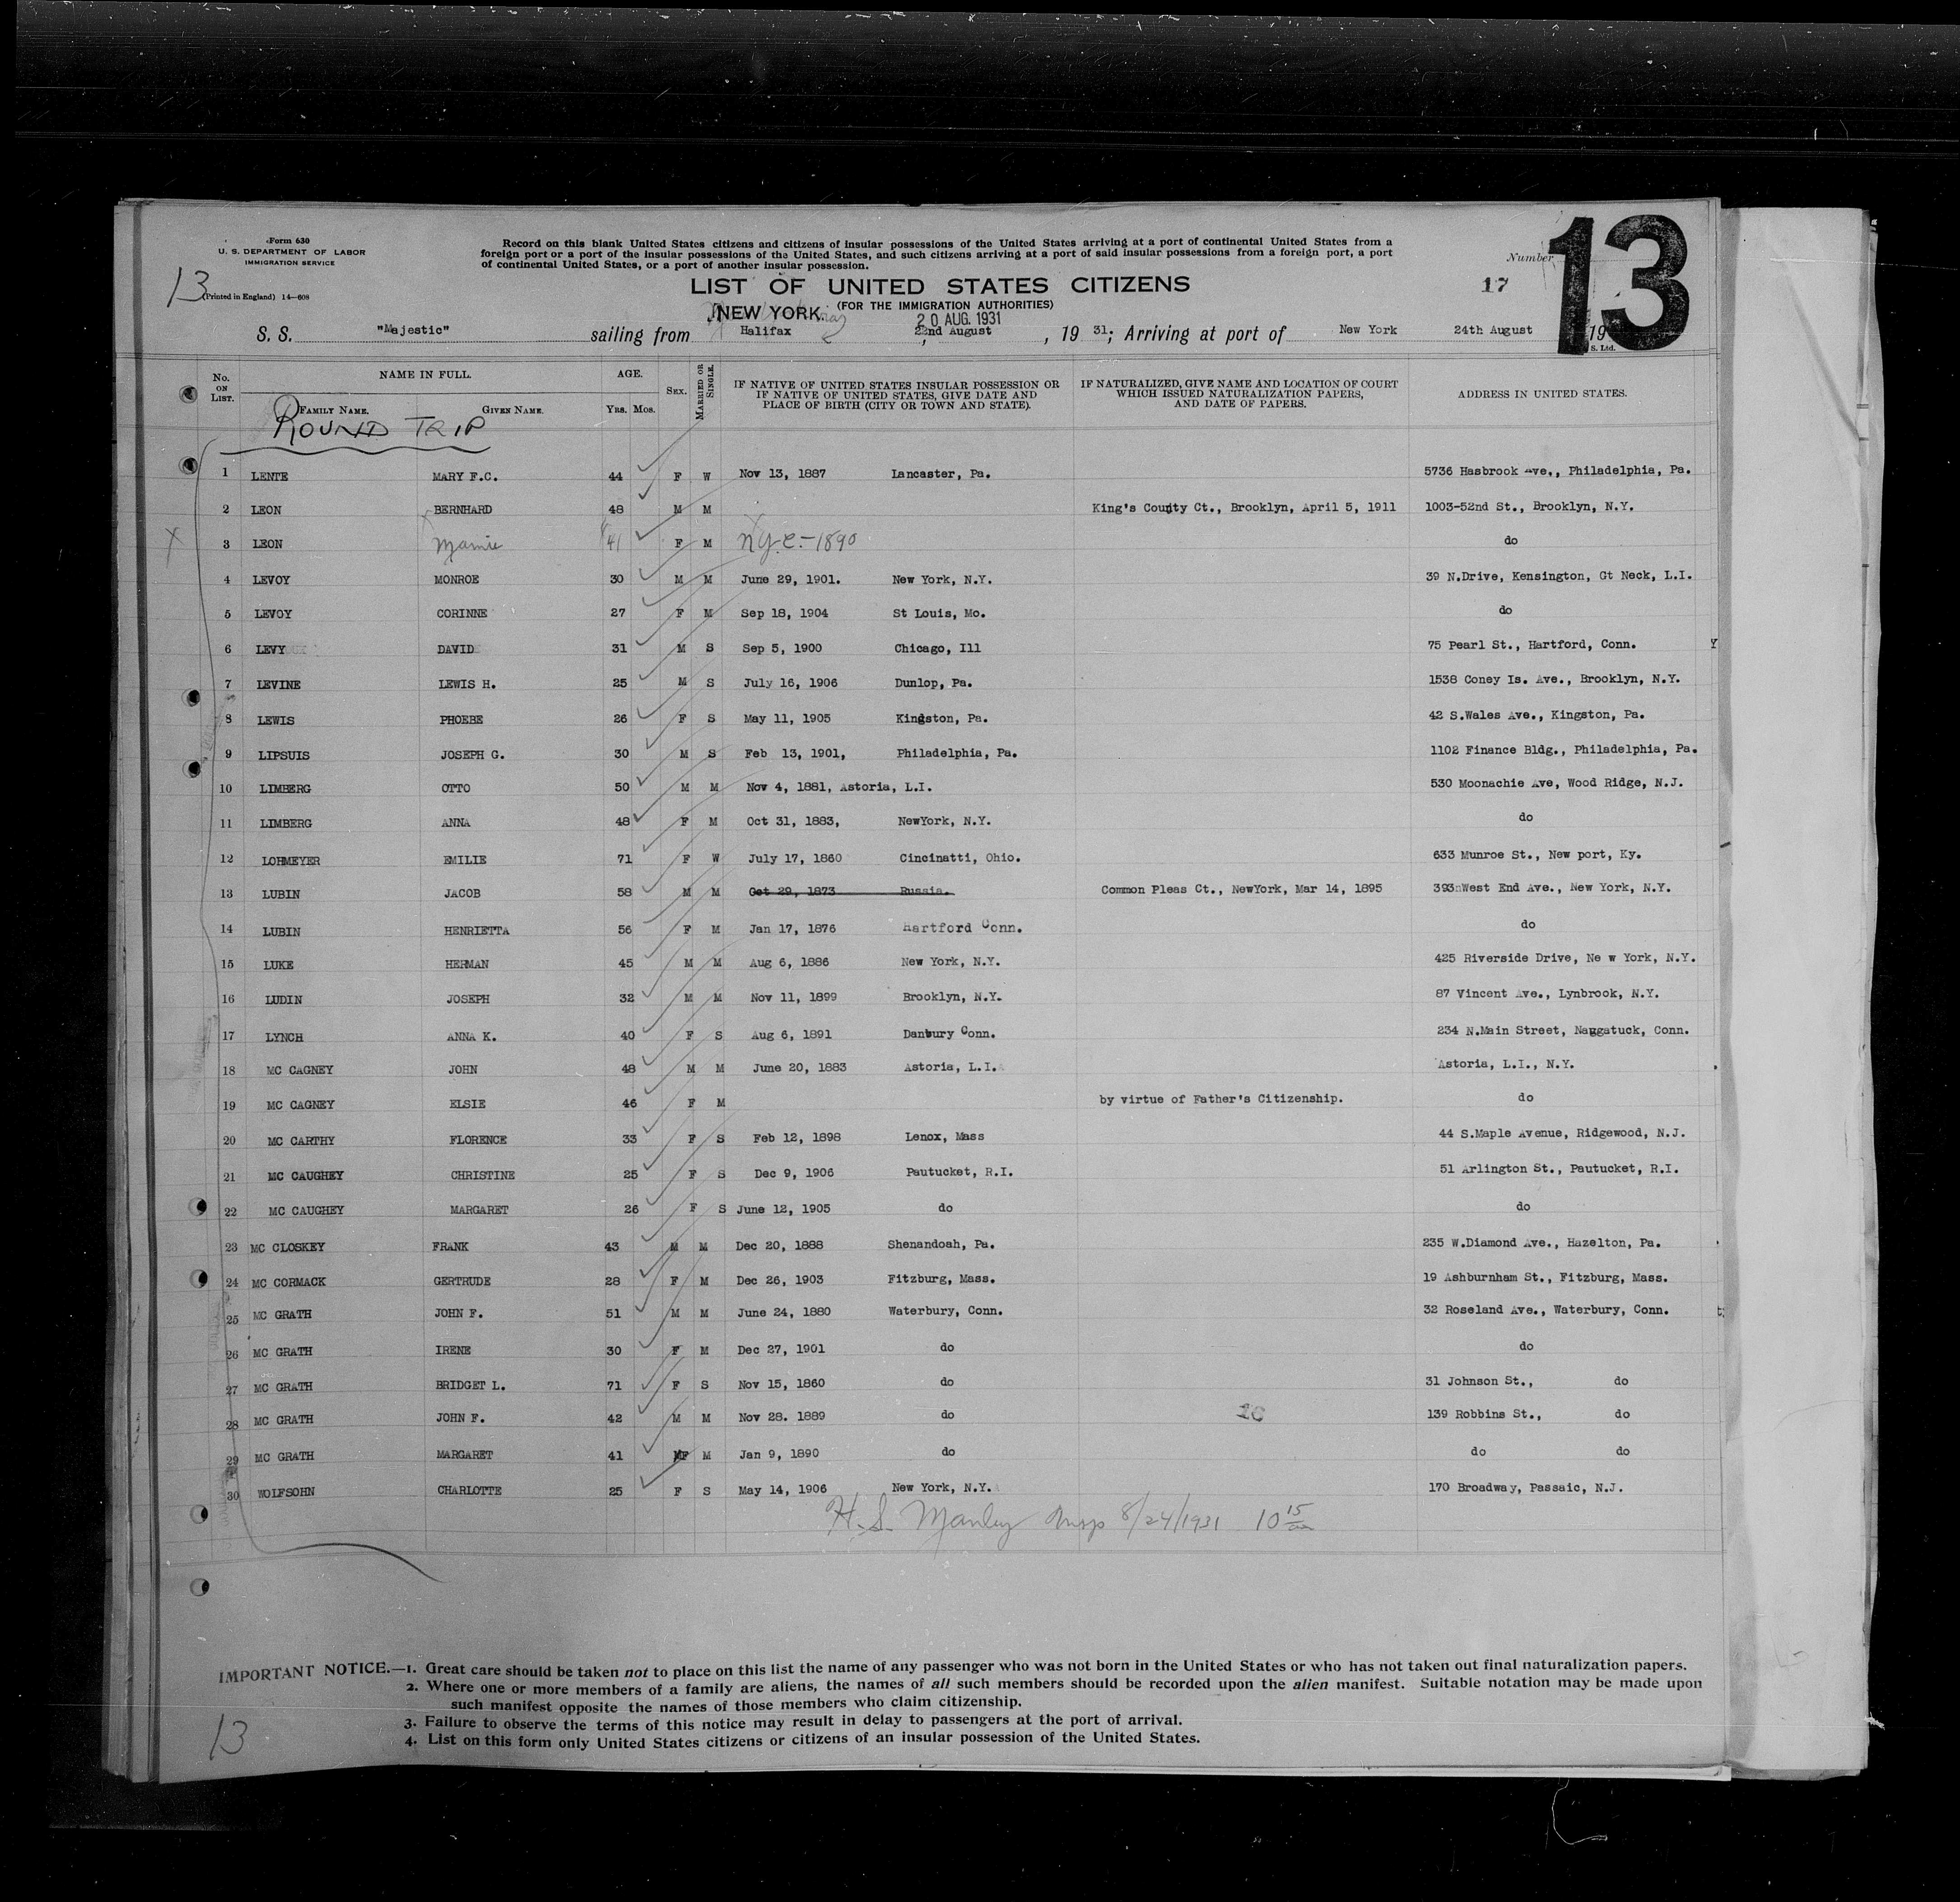 Form 630
U. S. DEPARTMENT OF LABOR
IMMIGRATION SERVICE
(Printed in England) 14—608
13
Record on this blank United States citizens and citizens of insular possessions of the United States arriving at a port of continental United States from a
foreign port or a port of the insular possessions of the United States, and such citizens arriving at a port of said insular possessions from a foreign port, a port
of continental United States, or a port of another insular possession.
Number
17
13
LIST OF UNITED STATES CITIZENS
(FOR THE IMMIGRATION AUTHORITIES)
NEW YORK.
20 AUG. 1931
S. S. "Majestic" sailing from Halifax 22nd August, 19 31; Arriving at port of New York 24th August 19
S. Ltd.
No. ON LIST. NAME IN FULL. AGE. SEX. MARRIED OR SINGLE. IF NATIVE OF UNITED STATES INSULAR POSSESSION OR IF NATIVE OF UNITED STATES, GIVE DATE AND PLACE OF BIRTH (CITY OR TOWN AND STATE). IF NATURALIZED, GIVE NAME AND LOCATION OF COURT WHICH ISSUED NATURALIZATION PAPERS, AND DATE OF PAPERS. ADDRESS IN UNITED STATES.
FAMILY NAME. GIVEN NAME. YRS. MOS.
ROUND TRIP
1 LENTE MARY F.C. 44 F W Nov 13, 1887 Lancaster, Pa. 5736 Hasbrook Ave., Philadelphia, Pa.
2 LEON BERNHARD 48 M M King's County Ct., Brooklyn, April 5, 1911 1003-52nd St., Brooklyn, N.Y.
X 3 LEON Mamie 41 F M N.Y.C.-1890 do
4 LEVOY MONROE 30 M M June 29, 1901. New York, N.Y. 39 N.Drive, Kensington, Gt Neck, L.I.
5 LEVOY CORINNE 27 F M Sep 18, 1904 St Louis, Mo. do
6 LEVY DAVID 31 M S Sep 5, 1900 Chicago, Ill 75 Pearl St., Hartford, Conn.
7 LEVINE LEWIS H. 25 M S July 16, 1906 Dunlop, Pa. 1538 Coney Is. Ave., Brooklyn, N.Y.
8 LEWIS PHOEBE 26 F S May 11, 1905 Kingston, Pa. 42 S.Wales Ave., Kingston, Pa.
9 LIPSUIS JOSEPH G. 30 M S Feb 13, 1901, Philadelphia, Pa. 1102 Finance Bldg., Philadelphia, Pa.
10 LIMBERG OTTO 50 M M Nov 4, 1881, Astoria, L.I. 530 Moonachie Ave, Wood Ridge, N.J.
11 LIMBERG ANNA 48 F M Oct 31, 1883, NewYork, N.Y. do
12 LOHMEYER EMILIE 71 F W July 17, 1860 Cincinatti, Ohio. 633 Munroe St., New port, Ky.
13 LUBIN JACOB 58 M M Oct 29, 1873 Russia. Common Pleas Ct., NewYork, Mar 14, 1895 393 West End Ave., New York, N.Y.
14 LUBIN HENRIETTA 56 F M Jan 17, 1876 Hartford Conn. do
15 LUKE HERMAN 45 M M Aug 6, 1886 New York, N.Y. 425 Riverside Drive, Ne w York, N.Y.
16 LUDIN JOSEPH 32 M M Nov 11, 1899 Brooklyn, N.Y. 87 Vincent Ave., Lynbrook, N.Y.
17 LYNCH ANNA K. 40 F S Aug 6, 1891 Danbury Conn. 234 N.Main Street, Naugatuck, Conn.
18 MC CAGNEY JOHN 48 M M June 20, 1883 Astoria, L.I. Astoria, L.I., N.Y.
19 MC CAGNEY ELSIE 46 F M by virtue of Father's Citizenship. do
20 MC CARTHY FLORENCE 33 F S Feb 12, 1898 Lenox, Mass 44 S.Maple Avenue, Ridgewood, N.J.
21 MC CAUGHEY CHRISTINE 25 F S Dec 9, 1906 Pautucket, R.I. 51 Arlington St., Pautucket, R.I.
22 MC CAUGHEY MARGARET 26 F S June 12, 1905 do do
23 MC CLOSKEY FRANK 43 M M Dec 20, 1888 Shenandoah, Pa. 235 W.Diamond Ave., Hazelton, Pa.
24 MC CORMACK GERTRUDE 28 F M Dec 26, 1903 Fitzburg, Mass. 19 Ashburnham St., Fitzburg, Mass.
25 MC GRATH JOHN F. 51 M M June 24, 1880 Waterbury, Conn. 32 Roseland Ave., Waterbury, Conn.
26 MC GRATH IRENE 30 F M Dec 27, 1901 do do
27 MC GRATH BRIDGET L. 71 F S Nov 15, 1860 do 31 Johnson St., do
28 MC GRATH JOHN F. 42 M M Nov 28. 1889 do 139 Robbins St., do
29 MC GRATH MARGARET 41 F M Jan 9, 1890 do do do
30 WOLFSOHN CHARLOTTE 25 F S May 14, 1906 New York, N.Y. 170 Broadway, Passaic, N.J.
H. S. Manley Insp 8/24/1931 10 15 am
IMPORTANT NOTICE.—1. Great care should be taken not to place on this list the name of any passenger who was not born in the United States or who has not taken out final naturalization papers.
2. Where one or more members of a family are aliens, the names of all such members should be recorded upon the alien manifest. Suitable notation may be made upon
such manifest opposite the names of those members who claim citizenship.
3. Failure to observe the terms of this notice may result in delay to passengers at the port of arrival.
4. List on this form only United States citizens or citizens of an insular possession of the United States.
13